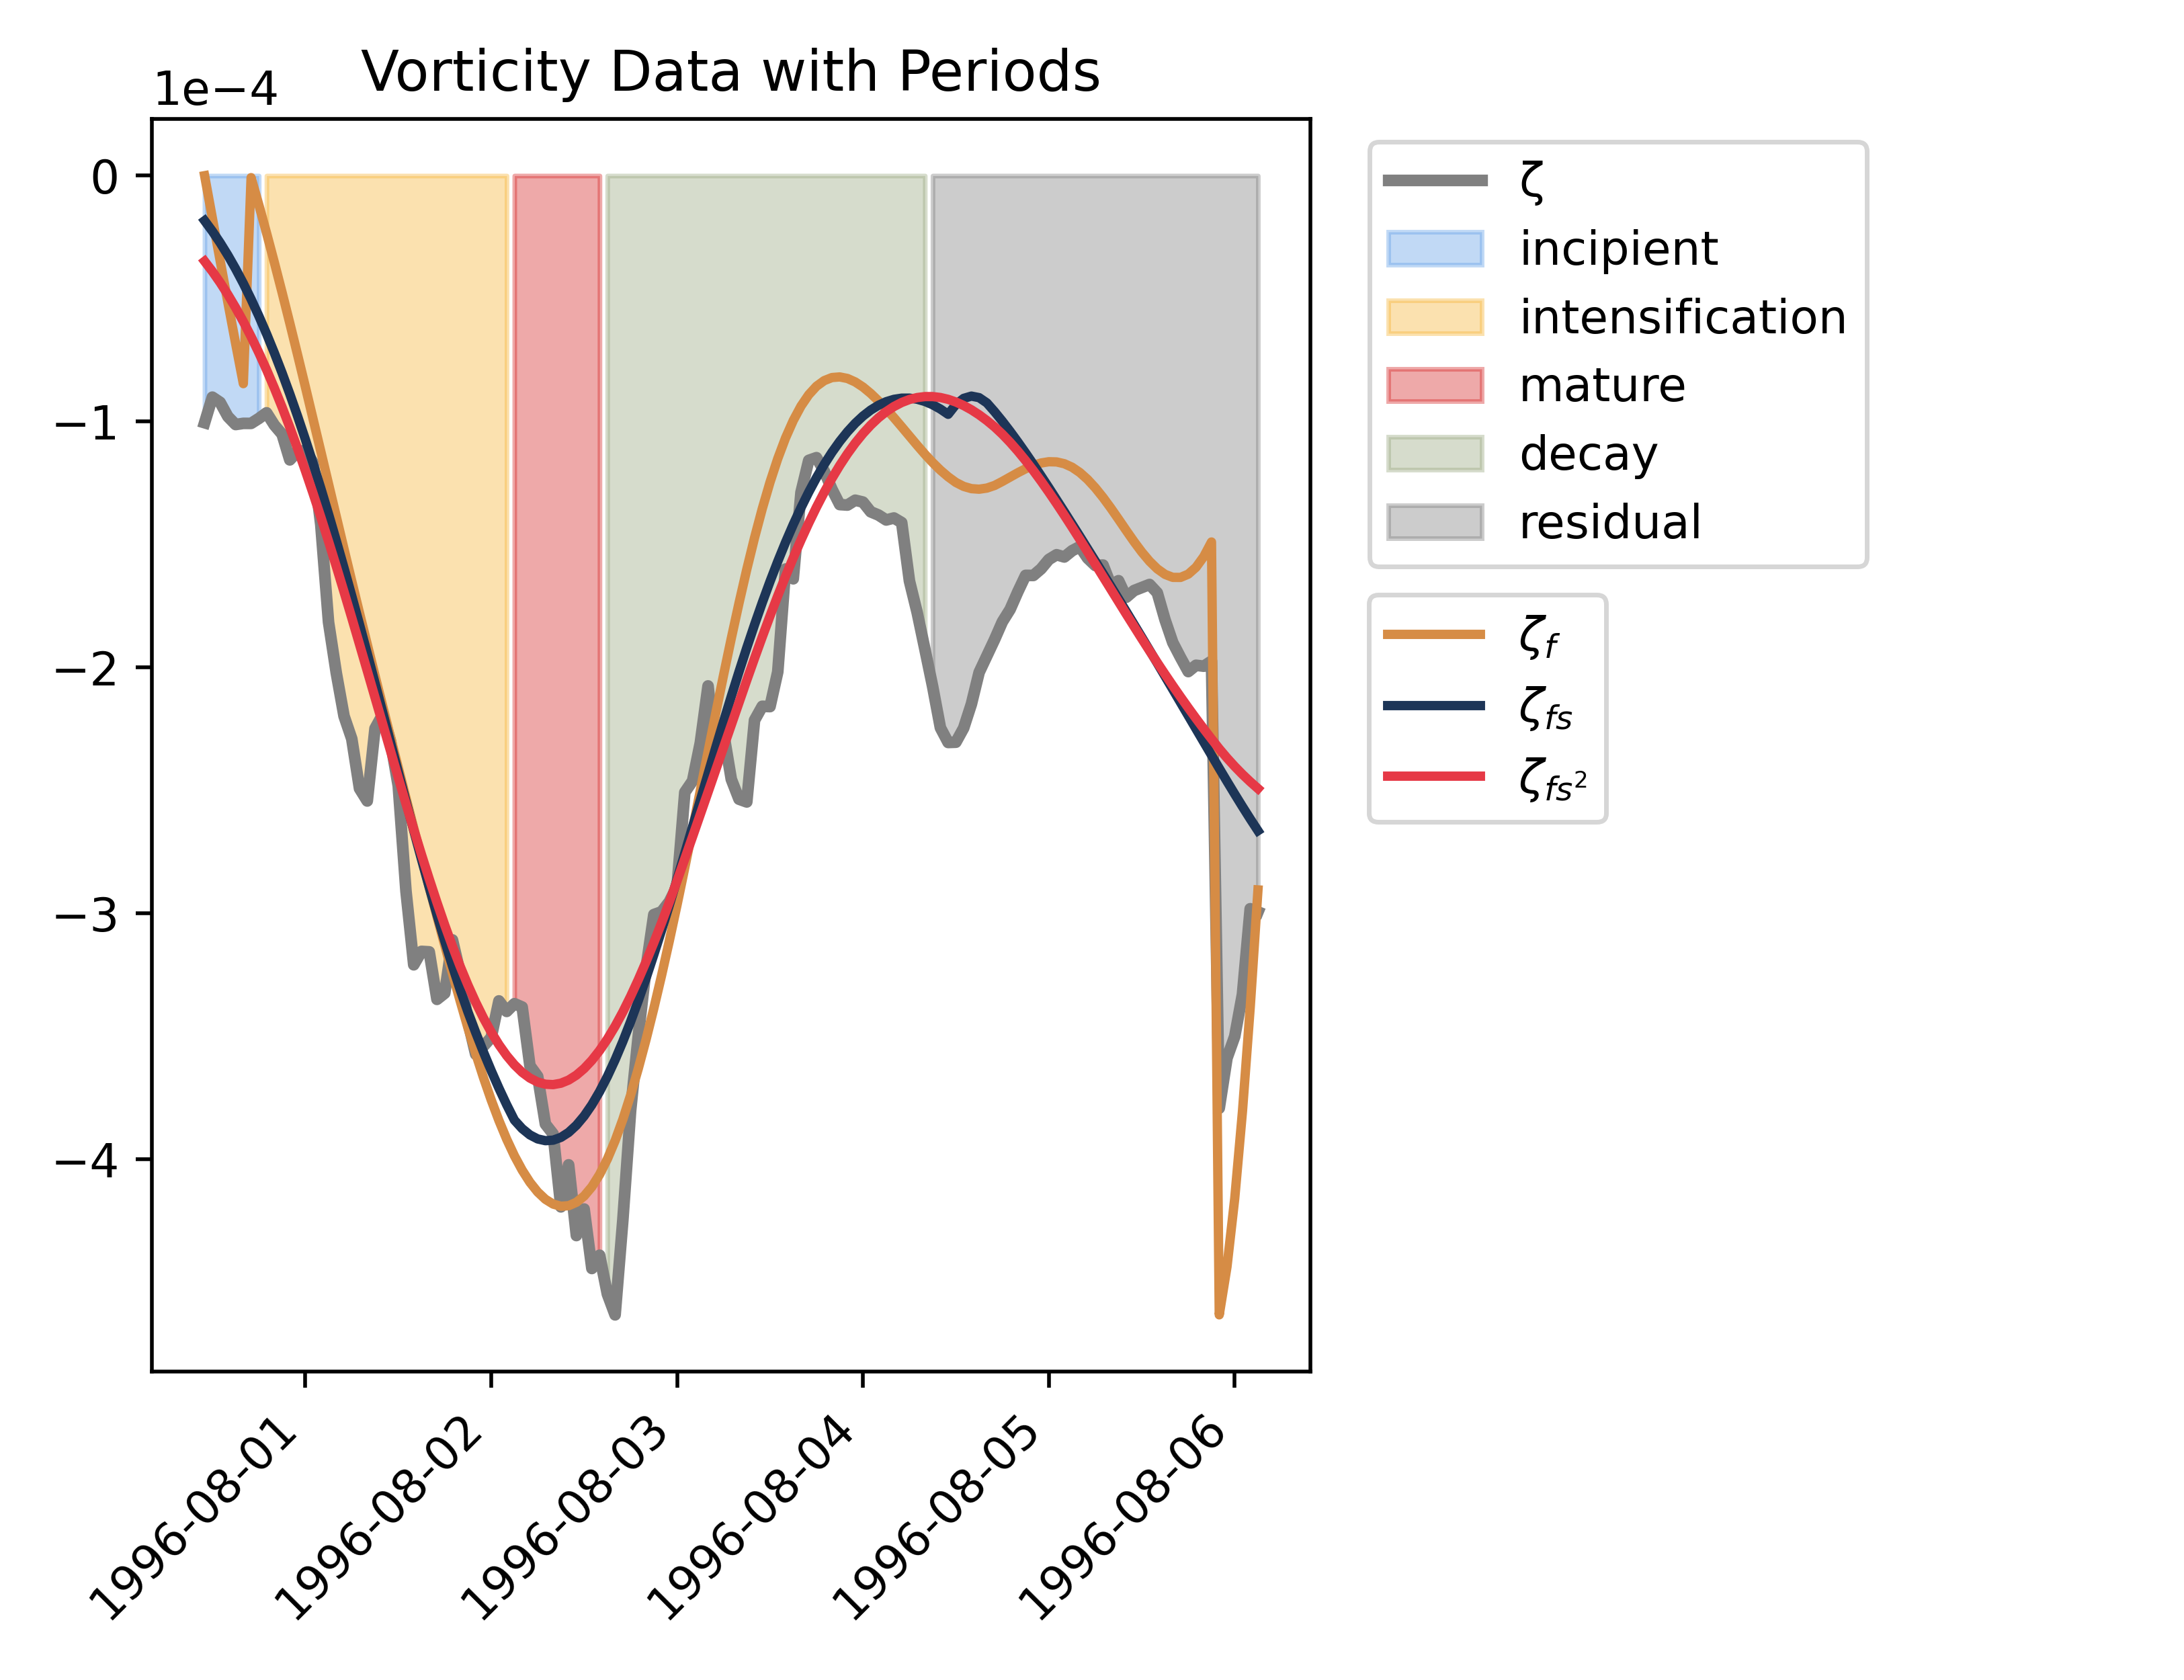 Vorticity Data with Periods
1e−4
0
−1
−2
−3
−4
1996-08-01
1996-08-02
1996-08-03
1996-08-04
1996-08-05
1996-08-06
ζ
incipient
intensification
mature
decay
residual
ζf
ζfs
ζfs²